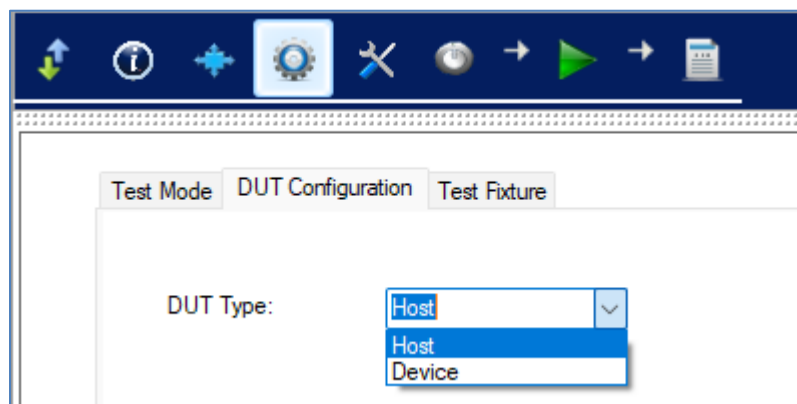 Test Mode DUT Configuration Test Fixture
DUT Type: Host
Host
Device